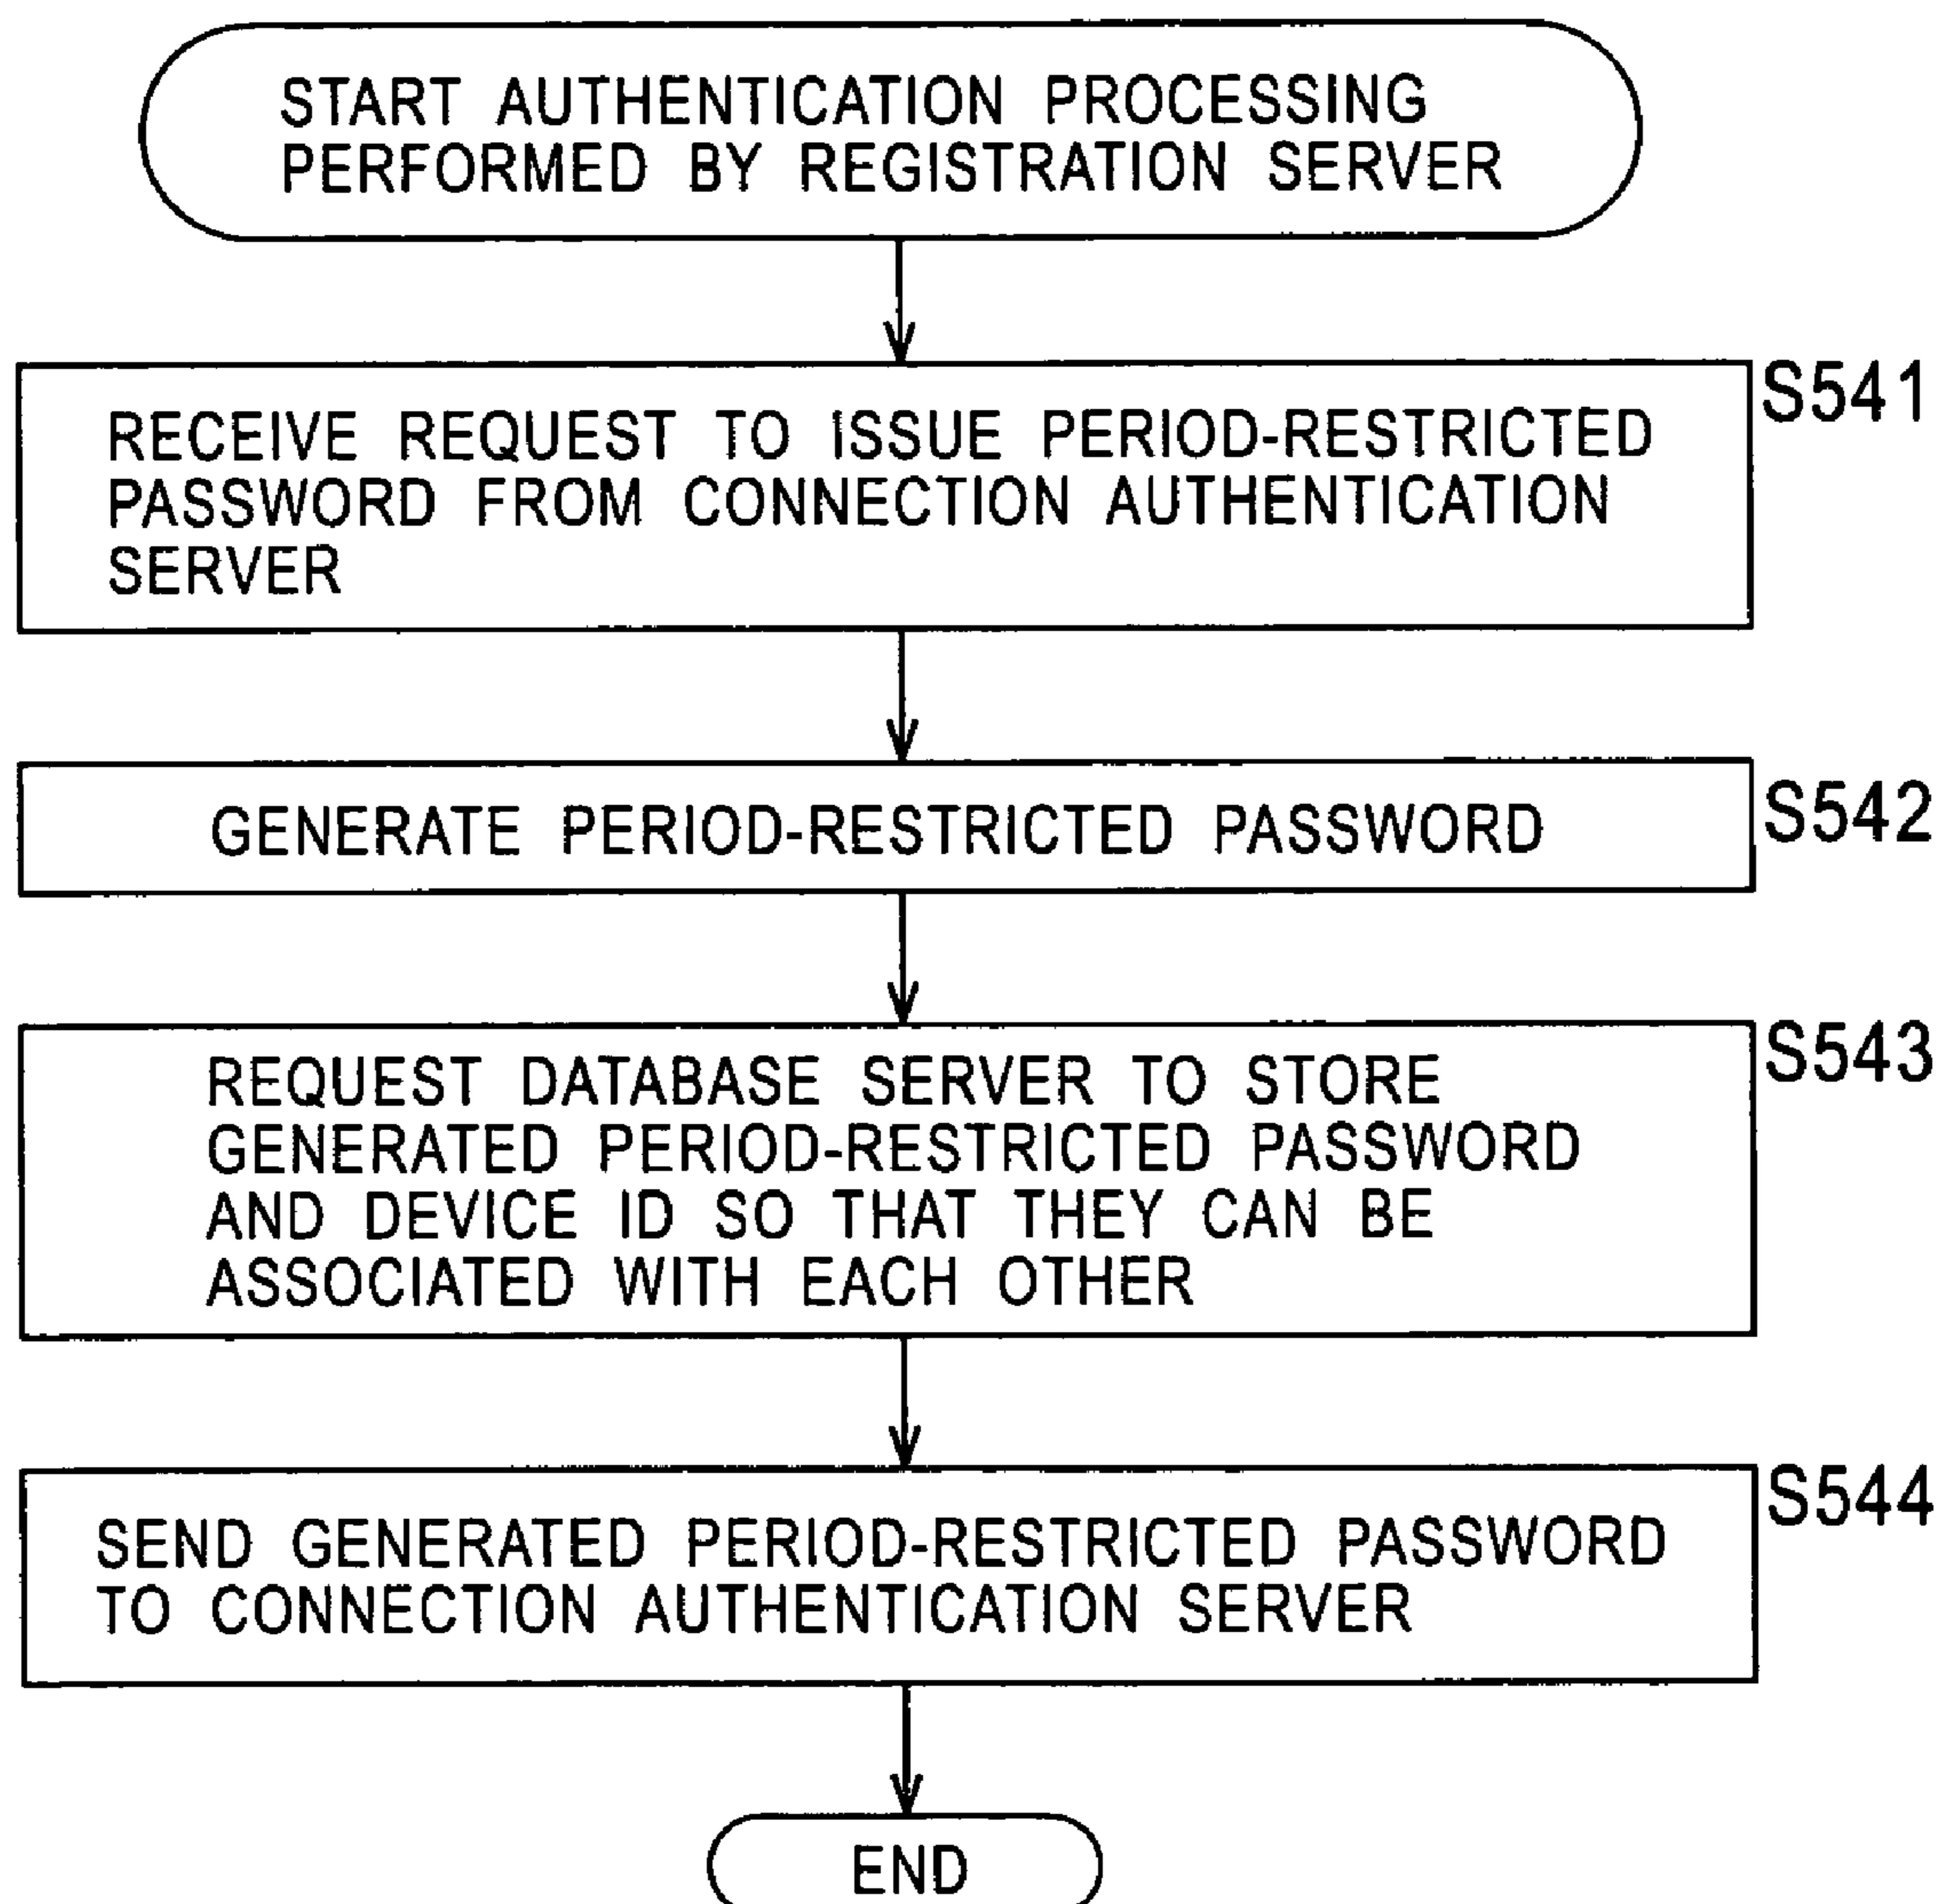 START AUTHENTICATION PROCESSING
PERFORMED BY REGISTRATION SERVER
S541
RECEIVE REQUEST TO ISSUE PERIOD-RESTRICTED
PASSWORD FROM CONNECTION AUTHENTICATION
SERVER
S542
GENERATE PERIOD-RESTRICTED PASSWORD
S543
REQUEST DATABASE SERVER TO STORE
GENERATED PERIOD-RESTRICTED PASSWORD
AND DEVICE ID SO THAT THEY CAN BE
ASSOCIATED WITH EACH OTHER
S544
SEND GENERATED PERIOD-RESTRICTED PASSWORD
TO CONNECTION AUTHENTICATION SERVER
END